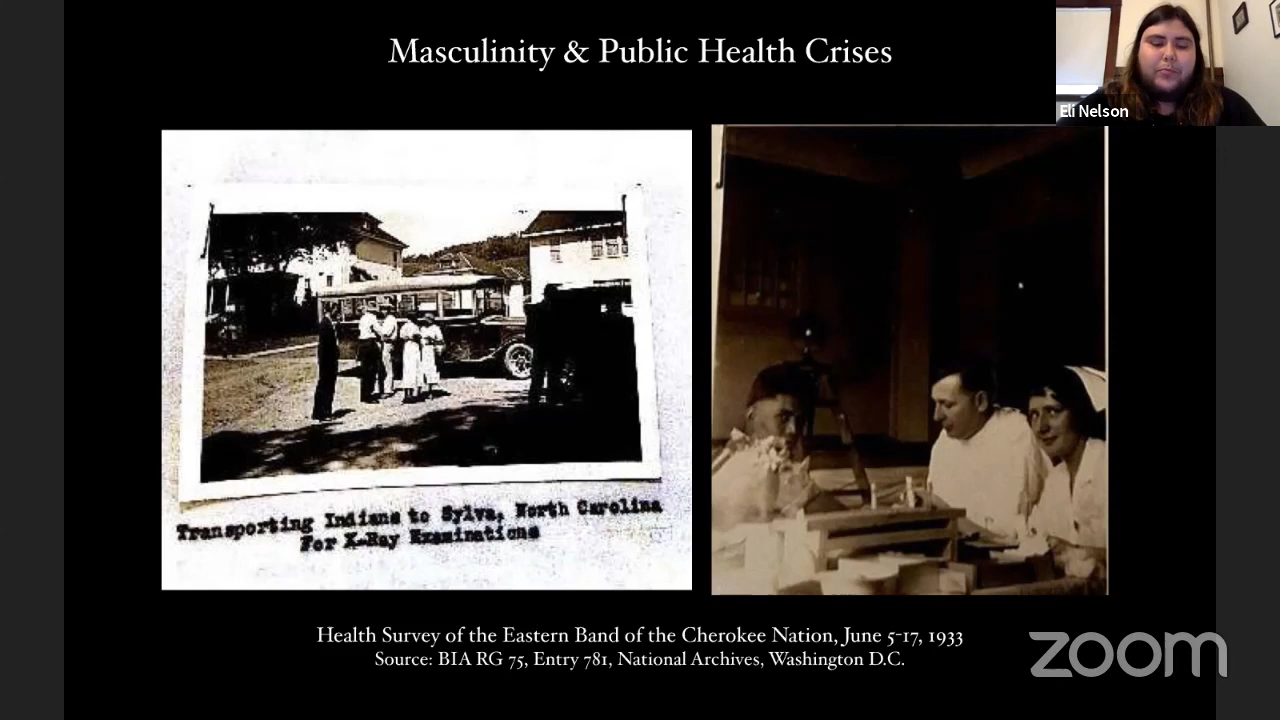 Masculinity & Public Health Crises
Eli Nelson
Transporting Indians to Sylva, North Carolina
For X-Ray Examinations
Health Survey of the Eastern Band of the Cherokee Nation, June 5-17, 1933
Source: BIA RG 75, Entry 781, National Archives, Washington D.C.
zoom